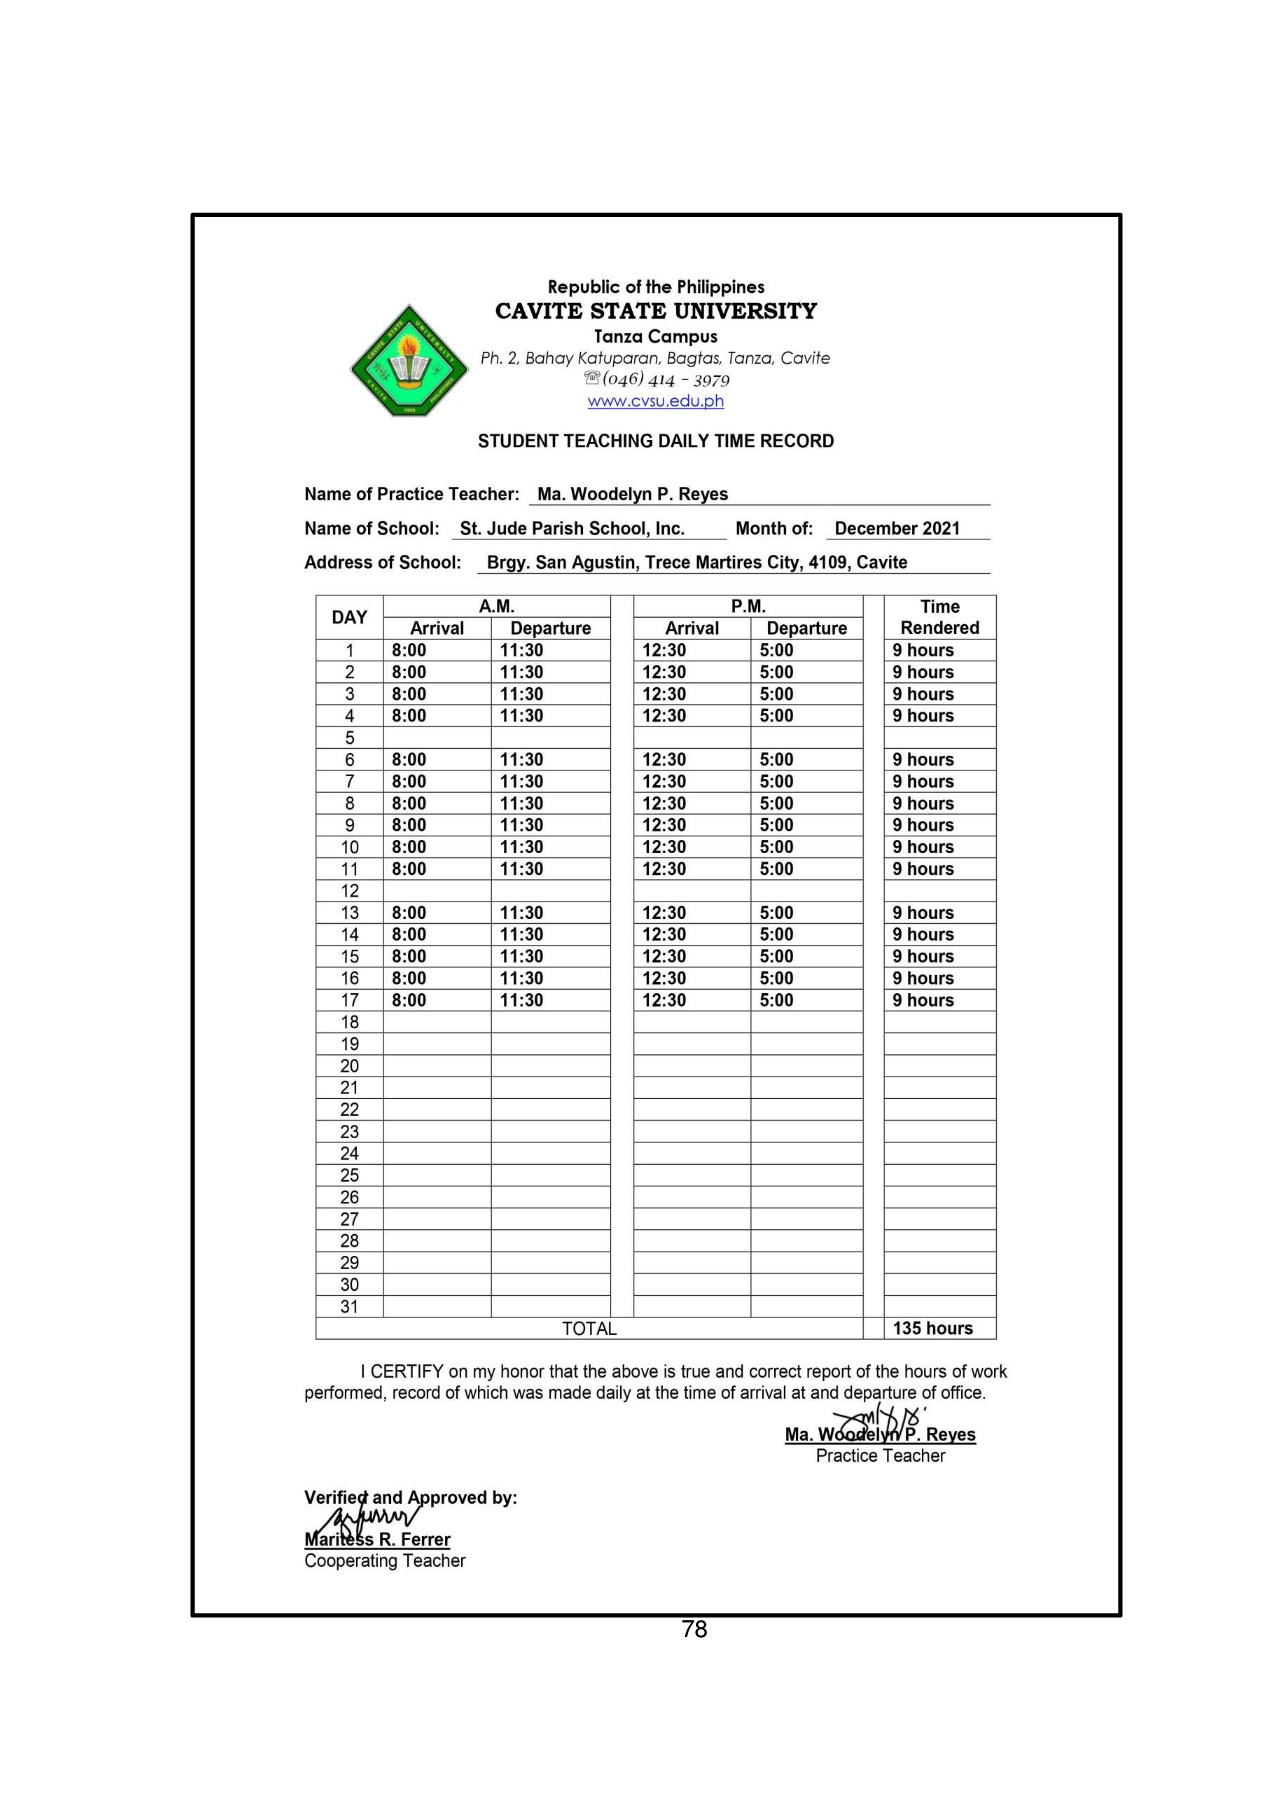 Republic of the Philippines
CAVITE STATE UNIVERSITY
Tanza Campus
Ph. 2, Bahay Katuparan, Bagtas, Tanza, Cavite
☏(046) 414 - 3979
www.cvsu.edu.ph
CAVITE STATE UNIVERSITY
CAVITE PHILIPPINES
STUDENT TEACHING DAILY TIME RECORD
Name of Practice Teacher: Ma. Woodelyn P. Reyes
Name of School: St. Jude Parish School, Inc. Month of: December 2021
Address of School: Brgy. San Agustin, Trece Martires City, 4109, Cavite
DAY A.M. P.M. Time Rendered
Arrival Departure Arrival Departure
1 8:00 11:30 12:30 5:00 9 hours
2 8:00 11:30 12:30 5:00 9 hours
3 8:00 11:30 12:30 5:00 9 hours
4 8:00 11:30 12:30 5:00 9 hours
5
6 8:00 11:30 12:30 5:00 9 hours
7 8:00 11:30 12:30 5:00 9 hours
8 8:00 11:30 12:30 5:00 9 hours
9 8:00 11:30 12:30 5:00 9 hours
10 8:00 11:30 12:30 5:00 9 hours
11 8:00 11:30 12:30 5:00 9 hours
12
13 8:00 11:30 12:30 5:00 9 hours
14 8:00 11:30 12:30 5:00 9 hours
15 8:00 11:30 12:30 5:00 9 hours
16 8:00 11:30 12:30 5:00 9 hours
17 8:00 11:30 12:30 5:00 9 hours
18
19
20
21
22
23
24
25
26
27
28
29
30
31
TOTAL 135 hours
I CERTIFY on my honor that the above is true and correct report of the hours of work
performed, record of which was made daily at the time of arrival at and departure of office.
Ma. Woodelyn P. Reyes
Practice Teacher
Verified and Approved by:
Maritess R. Ferrer
Cooperating Teacher
78